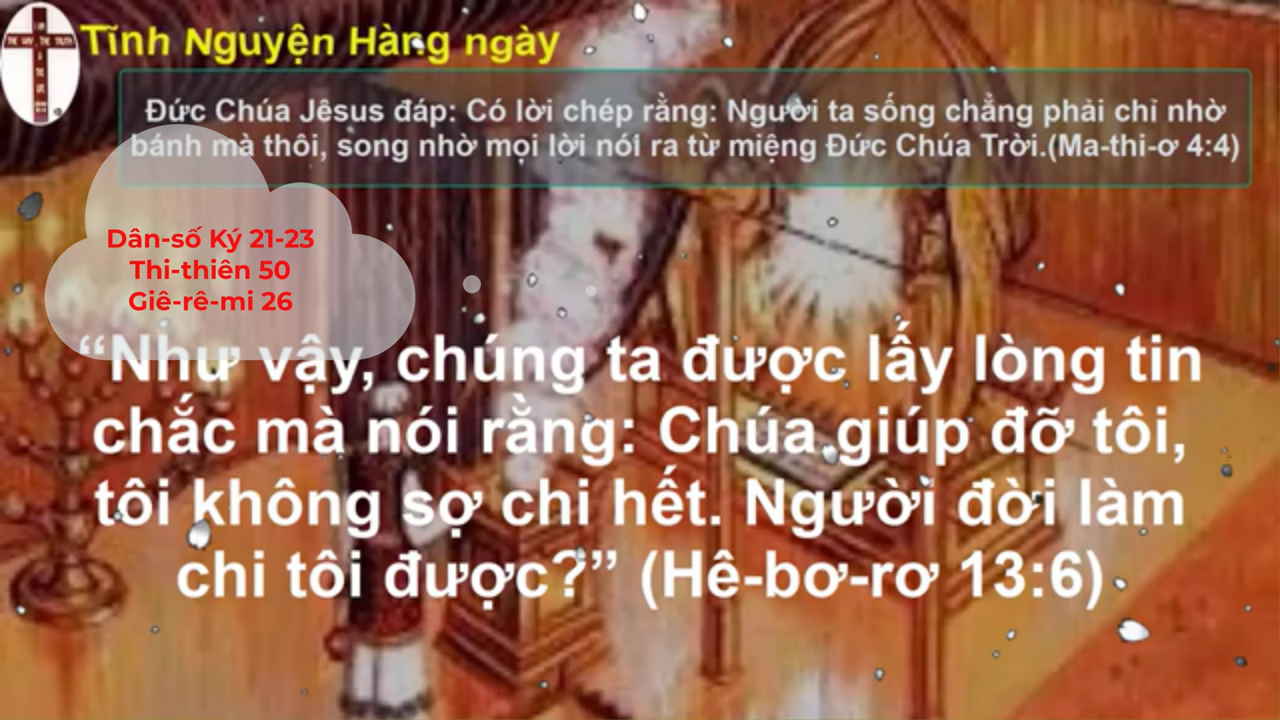 Tĩnh Nguyện Hàng ngày
Đức Chúa Jêsus đáp: Có lời chép rằng: Người ta sống chẳng phải chỉ nhờ
bánh mà thôi, song nhờ mọi lời nói ra từ miệng Đức Chúa Trời.(Ma-thi-ơ 4:4)
Dân-số Ký 21-23
Thi-thiên 50
Giê-rê-mi 26
“Như vậy, chúng ta được lấy lòng tin
chắc mà nói rằng: Chúa giúp đỡ tôi,
tôi không sợ chi hết. Người đời làm
chi tôi được?” (Hê-bơ-rơ 13:6)